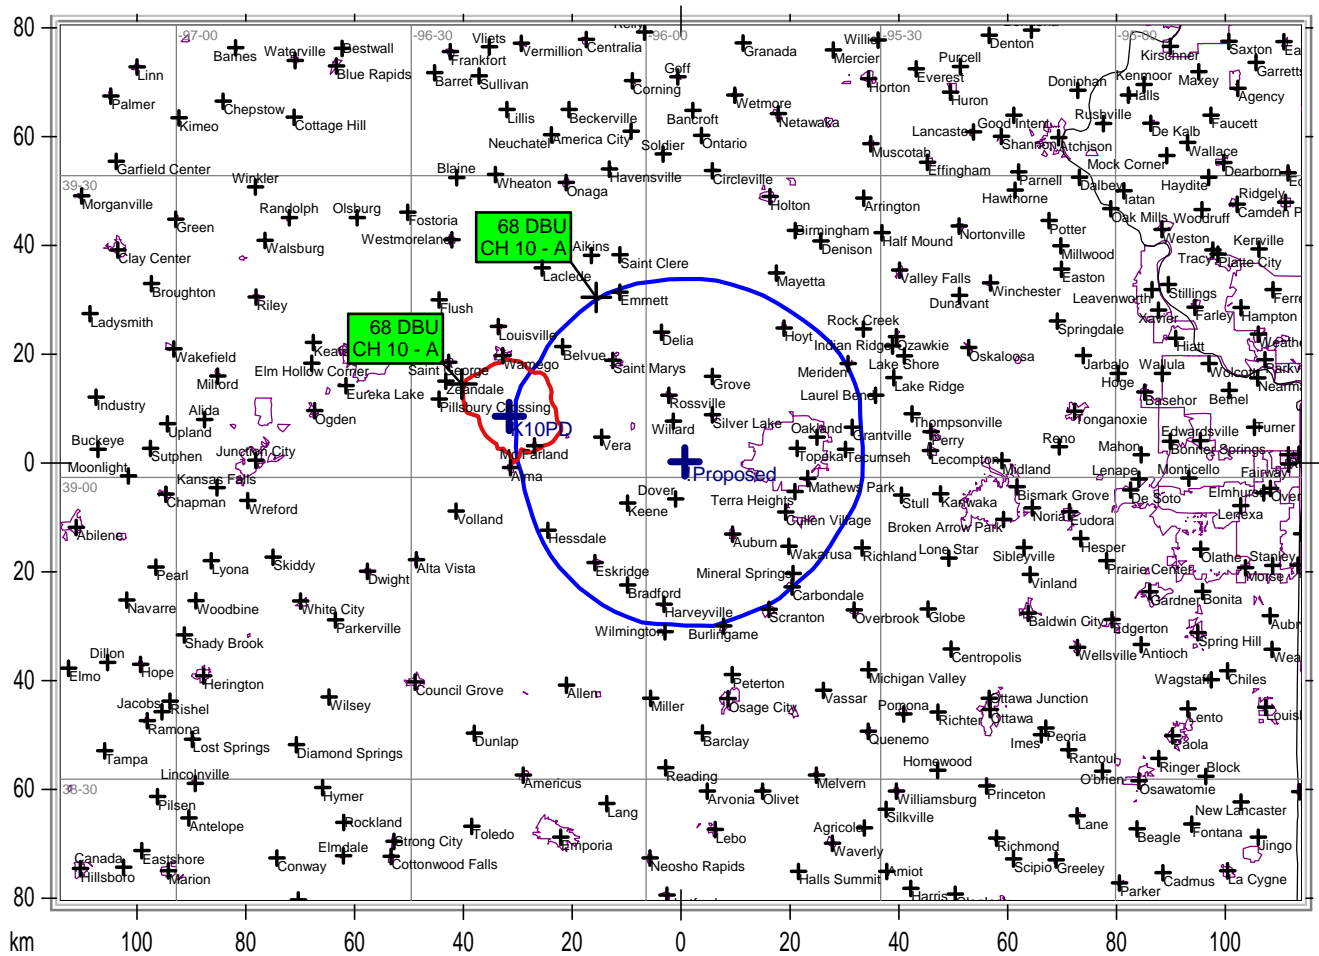 80
60
40
20
0
20
40
60
80
km
100
80
60
40
20
0
20
40
60
80
100
-97-00
-96-30
-96-00
-95-30
39-30
39-00
38-30
68 DBU
CH 10 - A
68 DBU
CH 10 - A
K10PD
Proposed
Barnes
Waterville
Bestwall
Vliets
Vermillion
Centralia
Granada
Mercier
Purcell
Denton
Kirschner
Saxton
Linn
Blue Rapids
Frankfort
Barret
Sullivan
Goff
Corning
Horton
Everest
Huron
Doniphan
Kenmoor
Halls
Maxey
Agency
Palmer
Kimeo
Chepstow
Cottage Hill
Lillis
Beckerville
Bancroft
Wetmore
Netawaka
Lancaster
Good Intent
Rushville
De Kalb
Faucett
Neuchatel
America City
Soldier
Ontario
Muscotah
Shannon
Atchison
Mock Corner
Wallace
Garfield Center
Winkler
Blaine
Wheaton
Onaga
Havensville
Circleville
Effingham
Parnell
Dalbey
Haydite
Dearborn
Morganville
Green
Randolph
Olsburg
Fostoria
Holton
Arrington
Hawthorne
Iatan
Oak Mills
Woodruff
Ridgely
Clay Center
Walsburg
Westmoreland
Aikins
Saint Clere
Birmingham
Denison
Half Mound
Nortonville
Potter
Millwood
Weston
Tracy
Platte City
Kerrville
Broughton
Riley
Flush
Laclede
Emmett
Mayetta
Valley Falls
Dunavant
Winchester
Easton
Leavenworth
Stillings
Xavier
Farley
Hampton
Ladysmith
Wakefield
Louisville
Belvue
Delia
Hoyt
Rock Creek
Indian Ridge
Ozawkie
Oskaloosa
Springdale
Jarbalo
Hiatt
Elm Hollow Corner
Wamego
Saint Marys
Meriden
Lake Shore
Wallula
Wolcott
Milford
Eureka Lake
Zeandale
Grove
Lake Ridge
Hoge
Basehor
Bethel
Industry
Alida
Ogden
Pillsbury Crossing
Rossville
Silver Lake
Laurel Bend
Thompsonville
Tonganoxie
Upland
Willard
Vera
Oakland
Grantville
Perry
Reno
Edwardsville
Turner
Buckeye
Sutphen
Junction City
Topeka
Tecumseh
Lecompton
Midland
Mahon
Bonner Springs
Moonlight
Kansas Falls
Alma
Mathews Park
Bismark Grove
Lenape
Monticello
Chapman
Wreford
Dover
Keene
Terra Heights
Stull
Kanwaka
De Soto
Abilene
Volland
Cullen Village
Broken Arrow Park
Noria
Eudora
Lenexa
Hessdale
Auburn
Wakarusa
Richland
Lone Star
Sibleyville
Hesper
Olathe
Stanley
Pearl
Lyona
Skiddy
Dwight
Alta Vista
Eskridge
Mineral Springs
Vinland
Prairie Center
Morse
Navarre
Woodbine
White City
Bradford
Harveyville
Carbondale
Gardner
Bonita
Shady Brook
Parkerville
Wilmington
Burlingame
Scranton
Overbrook
Globe
Baldwin City
Edgerton
Spring Hill
Dillon
Elmo
Hope
Herington
Council Grove
Allen
Peterton
Michigan Valley
Centropolis
Wellsville
Antioch
Wagstaff
Chiles
Rishel
Ramona
Wilsey
Miller
Osage City
Vassar
Pomona
Richter
Ottawa Junction
Ottawa
Lento
Tampa
Lost Springs
Diamond Springs
Dunlap
Barclay
Quenemo
Imes
Peoria
Rantoul
Paola
Lincolnville
Americus
Reading
Melvern
Homewood
Ringer
Block
Pilsen
Hymer
Lang
Arvonia
Olivet
Williamsburg
Princeton
Osawatomie
Antelope
Rockland
Strong City
Toledo
Emporia
Lebo
Agricola
Silkville
Lane
Beagle
New Lancaster
Fontana
Jingo
Canada
Hillsboro
Eastshore
Marion
Conway
Elmdale
Cottonwood Falls
Neosho Rapids
Waverly
Halls Summit
Amiot
Harris
Richmond
Scipio
Greeley
Parker
Cadmus
La Cygne